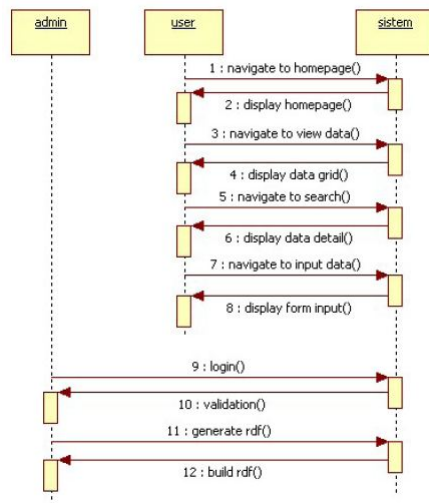 admin
user
sistem
1 : navigate to homepage()
2 : display homepage()
3 : navigate to view data()
4 : display data grid()
5 : navigate to search()
6 : display data detail()
7 : navigate to input data()
8 : display form input()
9 : login()
10 : validation()
11 : generate rdf()
12 : build rdf()